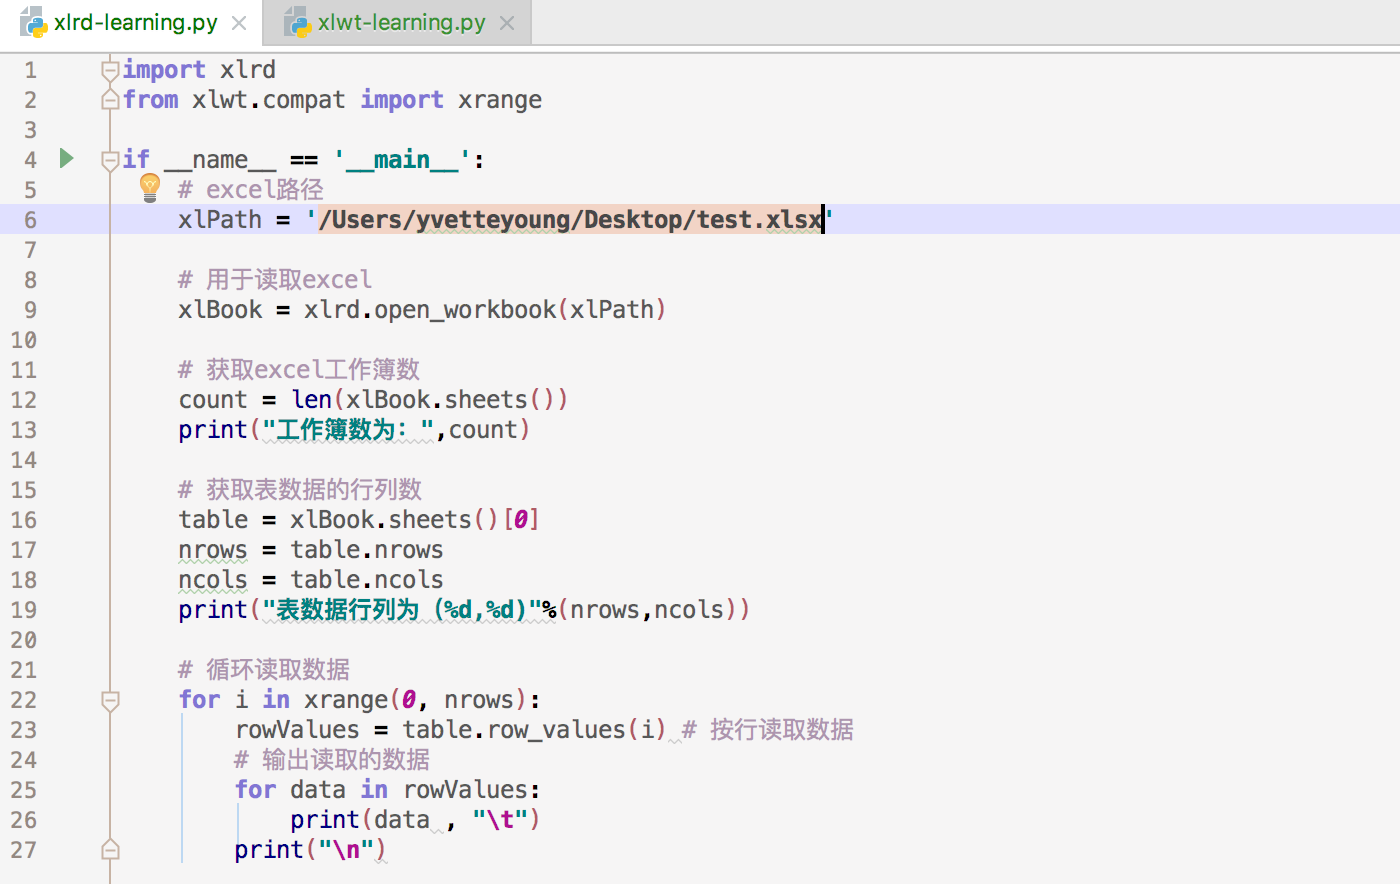 xlrd-learning.py × xlwt-learning.py ×
1 import xlrd
2 from xlwt.compat import xrange
3
4 if __name__ == '__main__':
5 # excel路径
6 xlPath = '/Users/yvetteyoung/Desktop/test.xlsx'
7
8 # 用于读取excel
9 xlBook = xlrd.open_workbook(xlPath)
10
11 # 获取excel工作簿数
12 count = len(xlBook.sheets())
13 print("工作簿数为：",count)
14
15 # 获取表数据的行列数
16 table = xlBook.sheets()[0]
17 nrows = table.nrows
18 ncols = table.ncols
19 print("表数据行列为（%d,%d)"%(nrows,ncols))
20
21 # 循环读取数据
22 for i in xrange(0, nrows):
23 rowValues = table.row_values(i) # 按行读取数据
24 # 输出读取的数据
25 for data in rowValues:
26 print(data , "\t")
27 print("\n")